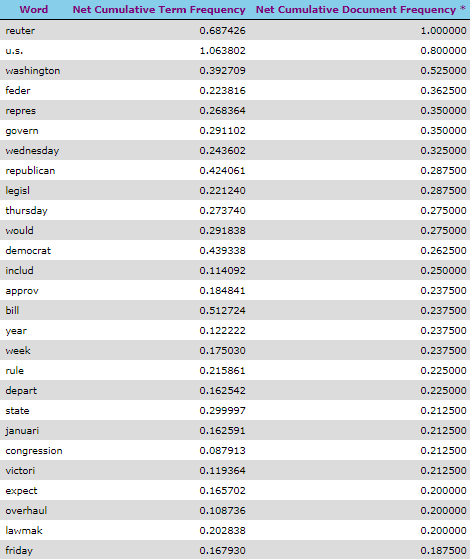 Word Net Cumulative Term Frequency Net Cumulative Document Frequency *
reuter 0.687426 1.000000
u.s. 1.063802 0.800000
washington 0.392709 0.525000
feder 0.223816 0.362500
repres 0.268364 0.350000
govern 0.291102 0.350000
wednesday 0.243602 0.325000
republican 0.424061 0.287500
legisl 0.221240 0.287500
thursday 0.273740 0.275000
would 0.291838 0.275000
democrat 0.439338 0.262500
includ 0.114092 0.250000
approv 0.184841 0.237500
bill 0.512724 0.237500
year 0.122222 0.237500
week 0.175030 0.237500
rule 0.215861 0.225000
depart 0.162542 0.225000
state 0.299997 0.212500
januari 0.162591 0.212500
congression 0.087913 0.212500
victori 0.119364 0.212500
expect 0.165702 0.200000
overhaul 0.108736 0.200000
lawmak 0.202838 0.200000
friday 0.167930 0.187500